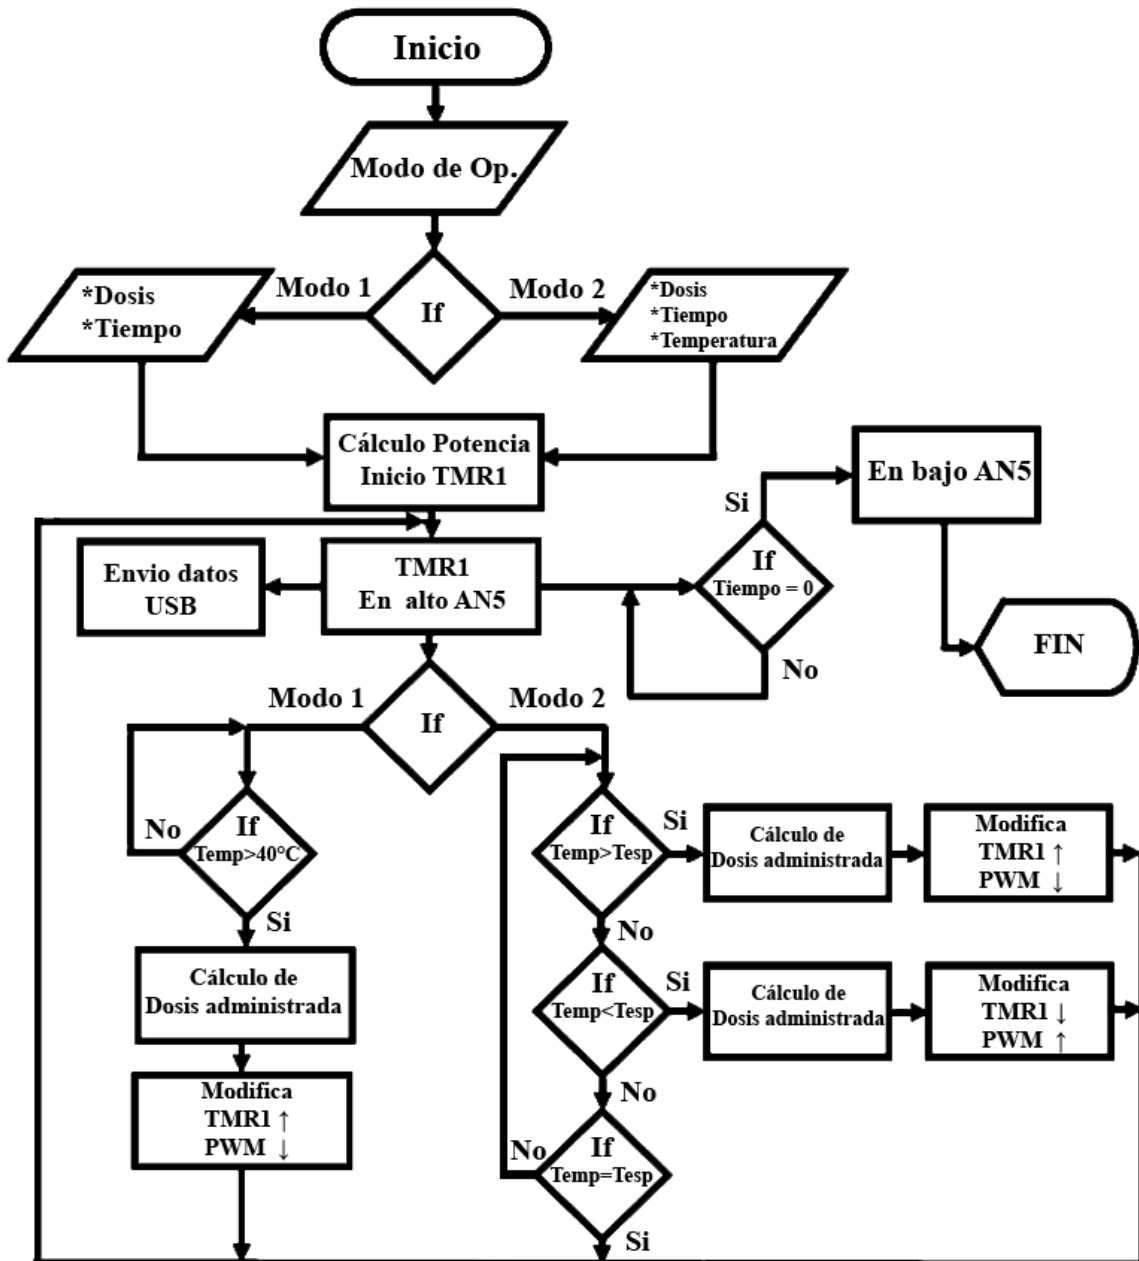 Inicio
Modo de Op.
Modo 1
If
Modo 2
*Dosis
*Tiempo
*Dosis
*Tiempo
*Temperatura
Cálculo Potencia
Inicio TMR1
Si
En bajo AN5
Envio datos
USB
TMR1
En alto AN5
If
Tiempo = 0
No
FIN
Modo 1
If
Modo 2
No
If
Temp>40°C
Si
Cálculo de
Dosis administrada
Modifica
TMR1 ↑
PWM ↓
If
Temp>Tesp
Si
Cálculo de
Dosis administrada
Modifica
TMR1 ↑
PWM ↓
No
If
Temp<Tesp
Si
Cálculo de
Dosis administrada
Modifica
TMR1 ↓
PWM ↑
No
If
Temp=Tesp
No
Si